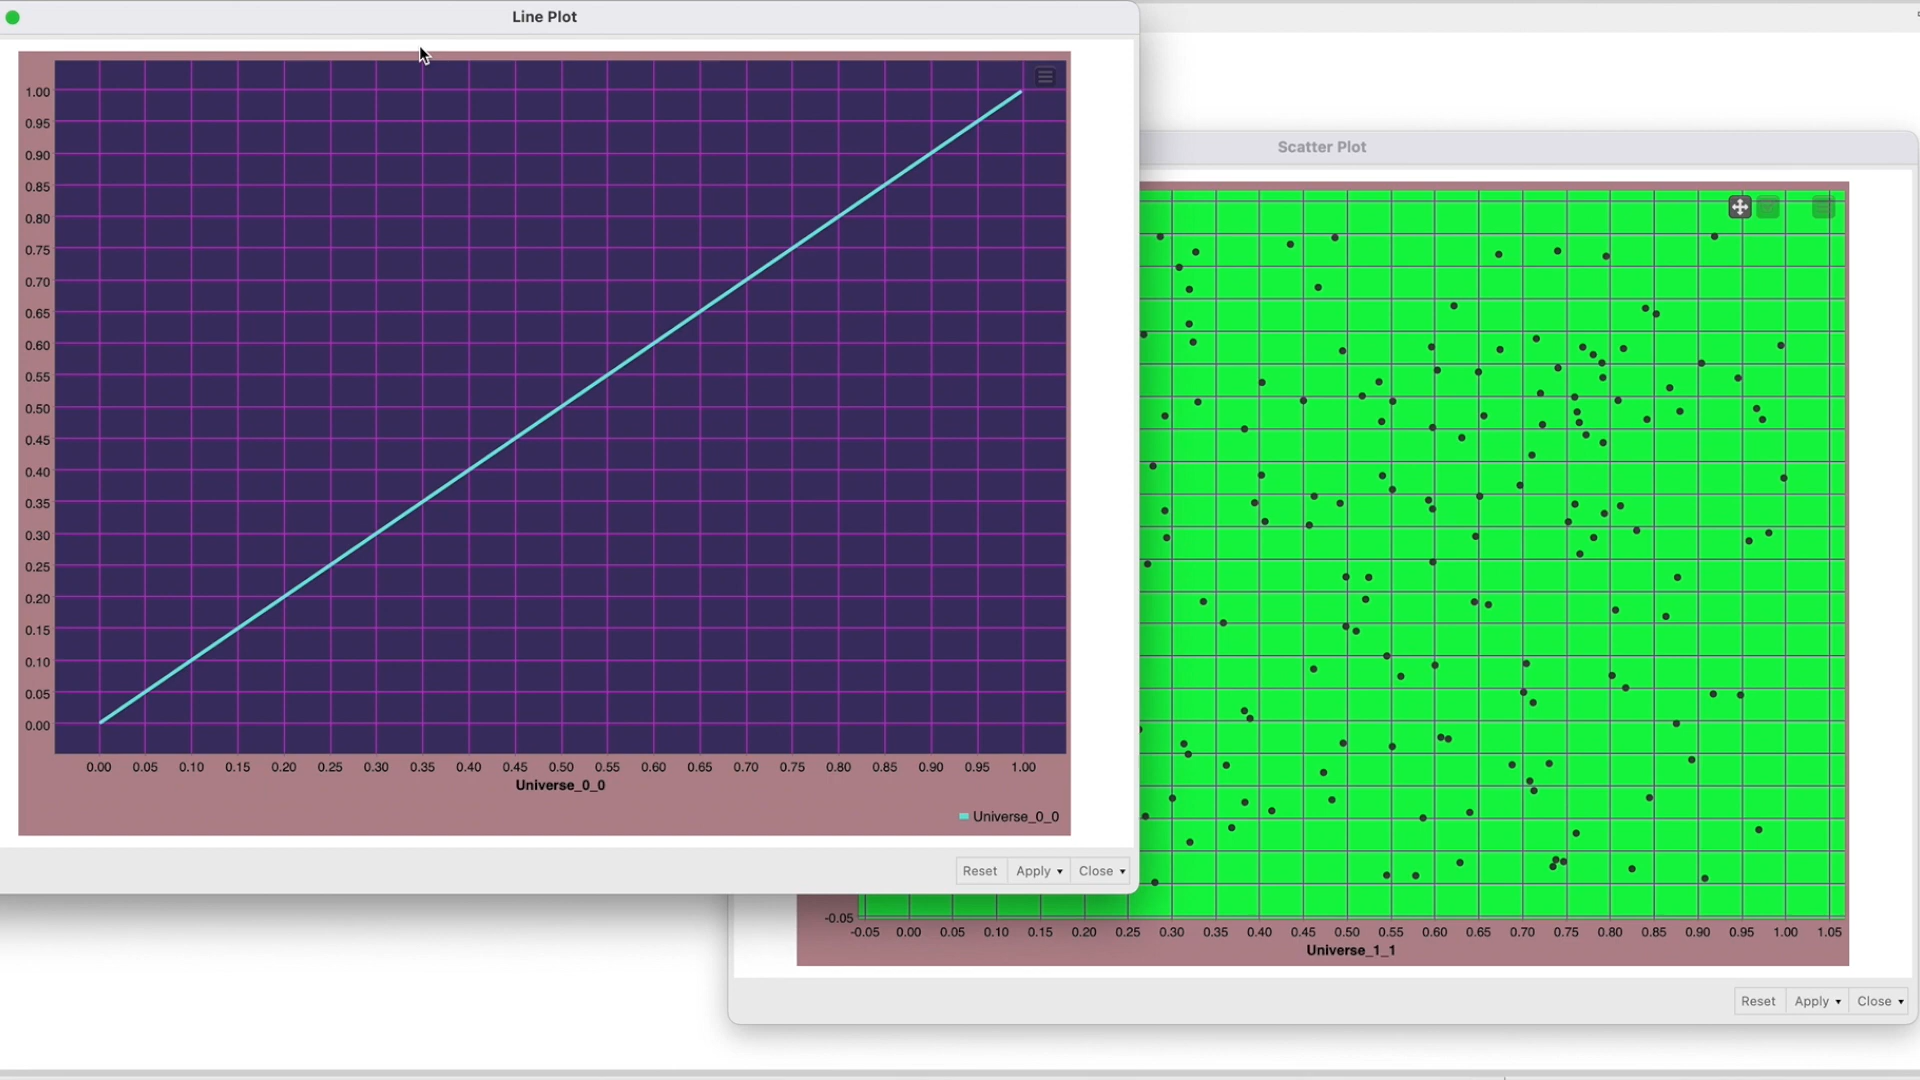 Line Plot
1.00
0.95
0.90
0.85
0.80
0.75
0.70
0.65
0.60
0.55
0.50
0.45
0.40
0.35
0.30
0.25
0.20
0.15
0.10
0.05
0.00
0.00 0.05 0.10 0.15 0.20 0.25 0.30 0.35 0.40 0.45 0.50 0.55 0.60 0.65 0.70 0.75 0.80 0.85 0.90 0.95 1.00
Universe_0_0
Universe_0_0
Reset Apply Close
Scatter Plot
-0.05
-0.05 0.00 0.05 0.10 0.15 0.20 0.25 0.30 0.35 0.40 0.45 0.50 0.55 0.60 0.65 0.70 0.75 0.80 0.85 0.90 0.95 1.00 1.05
Universe_1_1
Reset Apply Close